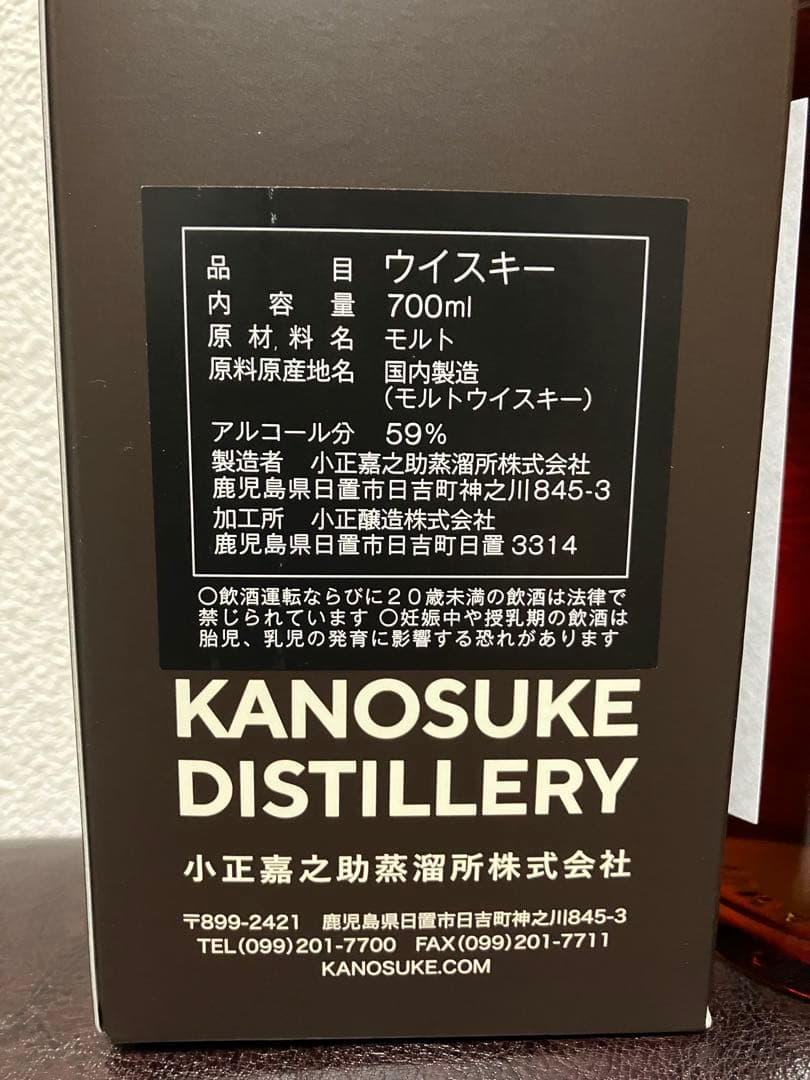 品目 ウイスキー
内容量 700ml
原材料名 モルト
原料原産地名 国内製造
(モルトウイスキー)
アルコール分 59%
製造者 小正嘉之助蒸溜所株式会社
鹿児島県日置市日吉町神之川845-3
加工所 小正醸造株式会社
鹿児島県日置市日吉町日置3314
○飲酒運転ならびに20歳未満の飲酒は法律で
禁じられています ○妊娠中や授乳期の飲酒は
胎児、乳児の発育に影響する恐れがあります
KANOSUKE
DISTILLERY
小正嘉之助蒸溜所株式会社
〒899-2421 鹿児島県日置市日吉町神之川845-3
TEL(099)201-7700 FAX(099)201-7711
KANOSUKE.COM